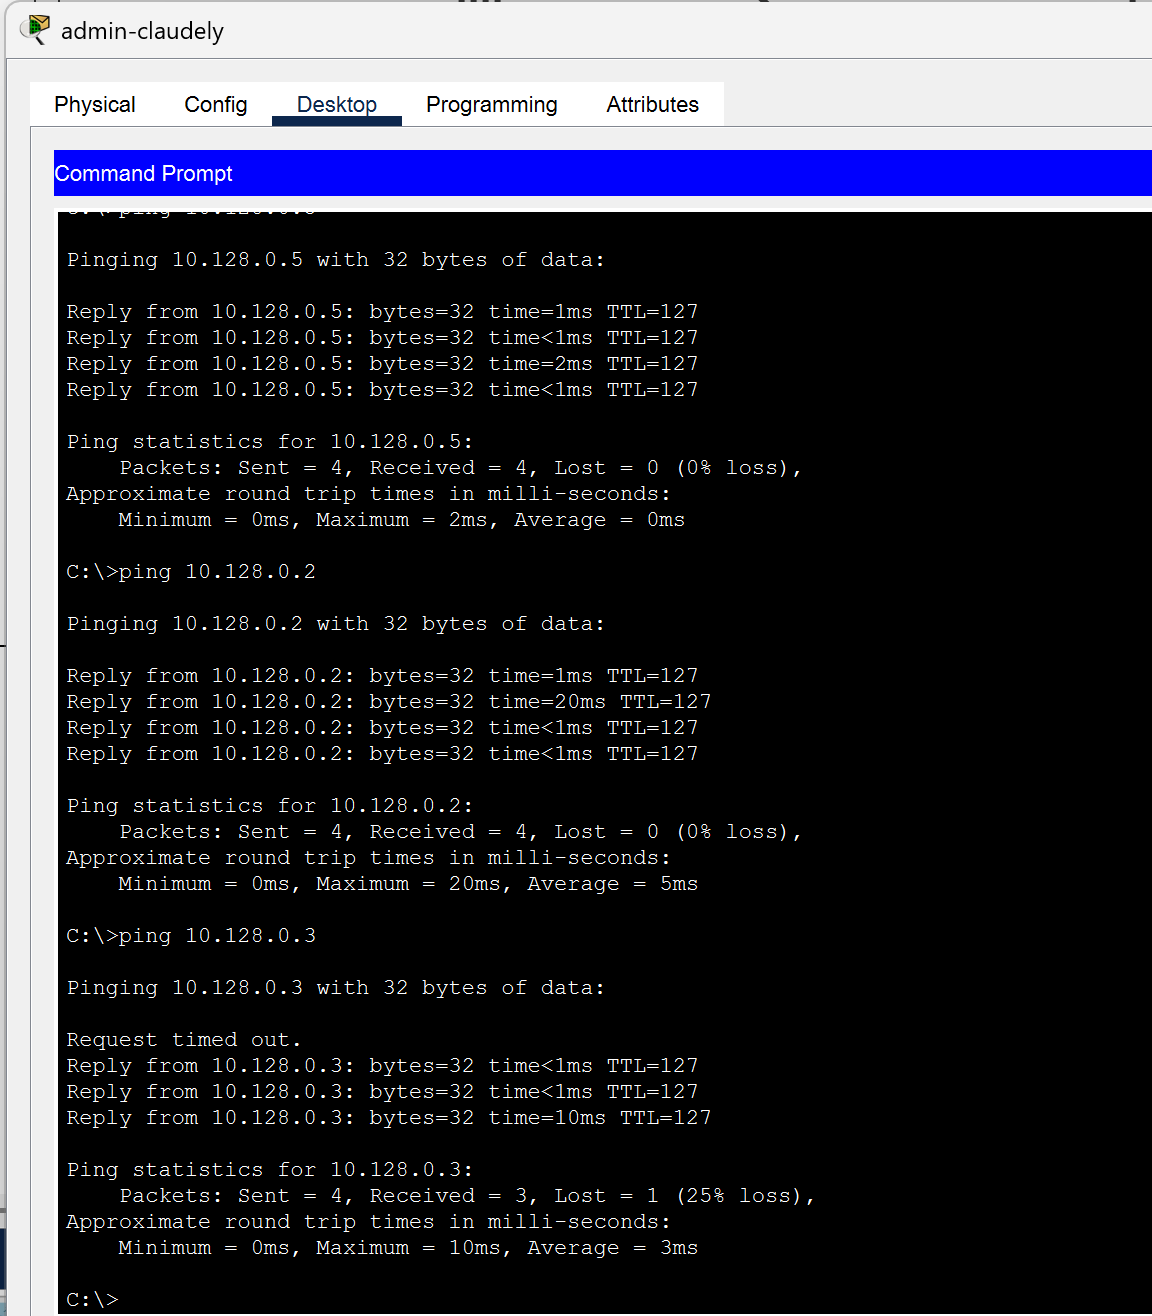 admin-claudely
Physical Config Desktop Programming Attributes
Command Prompt
Pinging 10.128.0.5 with 32 bytes of data:
Reply from 10.128.0.5: bytes=32 time=1ms TTL=127
Reply from 10.128.0.5: bytes=32 time<1ms TTL=127
Reply from 10.128.0.5: bytes=32 time=2ms TTL=127
Reply from 10.128.0.5: bytes=32 time<1ms TTL=127
Ping statistics for 10.128.0.5:
Packets: Sent = 4, Received = 4, Lost = 0 (0% loss),
Approximate round trip times in milli-seconds:
Minimum = 0ms, Maximum = 2ms, Average = 0ms
C:\>ping 10.128.0.2
Pinging 10.128.0.2 with 32 bytes of data:
Reply from 10.128.0.2: bytes=32 time=1ms TTL=127
Reply from 10.128.0.2: bytes=32 time=20ms TTL=127
Reply from 10.128.0.2: bytes=32 time<1ms TTL=127
Reply from 10.128.0.2: bytes=32 time<1ms TTL=127
Ping statistics for 10.128.0.2:
Packets: Sent = 4, Received = 4, Lost = 0 (0% loss),
Approximate round trip times in milli-seconds:
Minimum = 0ms, Maximum = 20ms, Average = 5ms
C:\>ping 10.128.0.3
Pinging 10.128.0.3 with 32 bytes of data:
Request timed out.
Reply from 10.128.0.3: bytes=32 time<1ms TTL=127
Reply from 10.128.0.3: bytes=32 time<1ms TTL=127
Reply from 10.128.0.3: bytes=32 time=10ms TTL=127
Ping statistics for 10.128.0.3:
Packets: Sent = 4, Received = 3, Lost = 1 (25% loss),
Approximate round trip times in milli-seconds:
Minimum = 0ms, Maximum = 10ms, Average = 3ms
C:\>